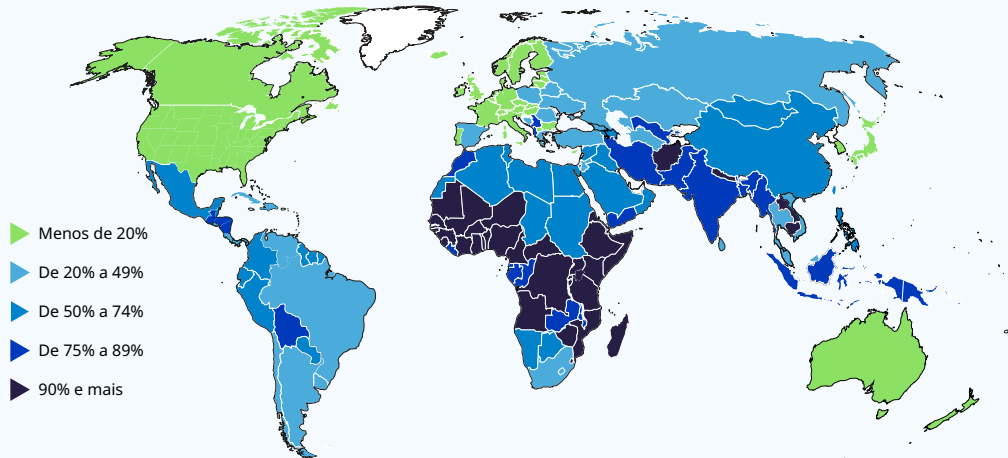 Menos de 20%
De 20% a 49%
De 50% a 74%
De 75% a 89%
90% e mais